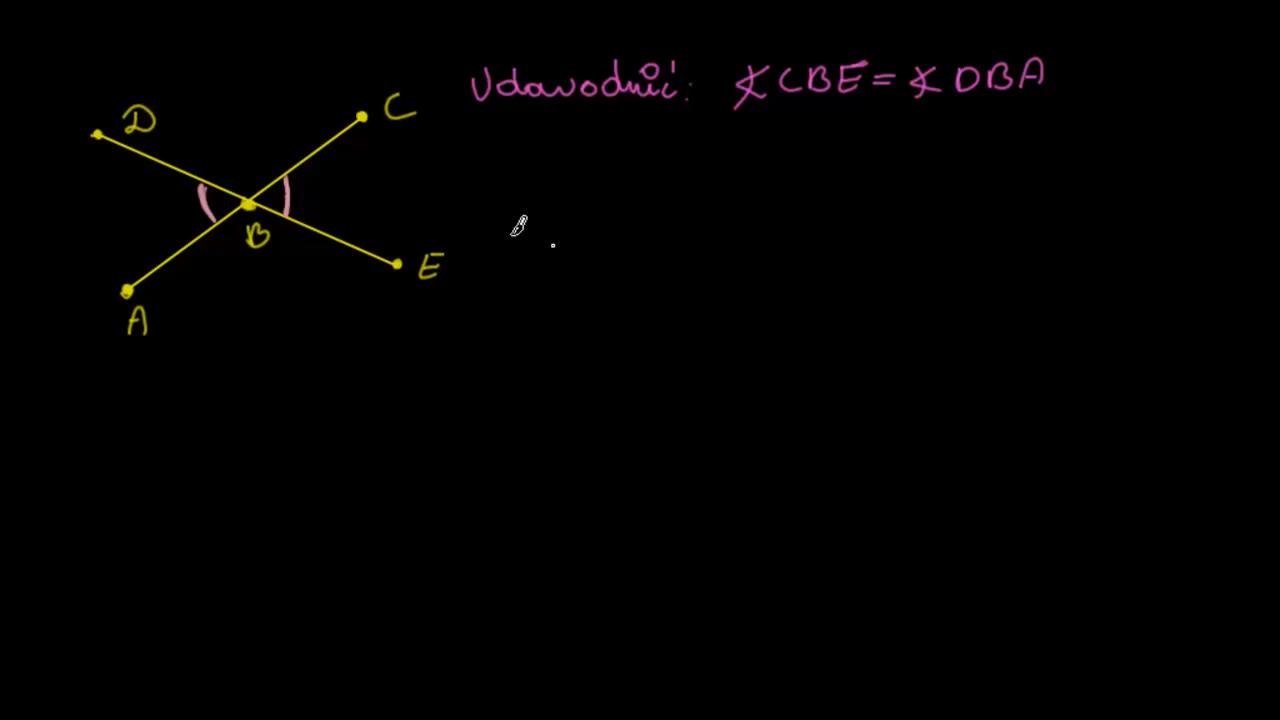 D
C
Udowodnić: ∢CBE = ∢DBA
B
E
A